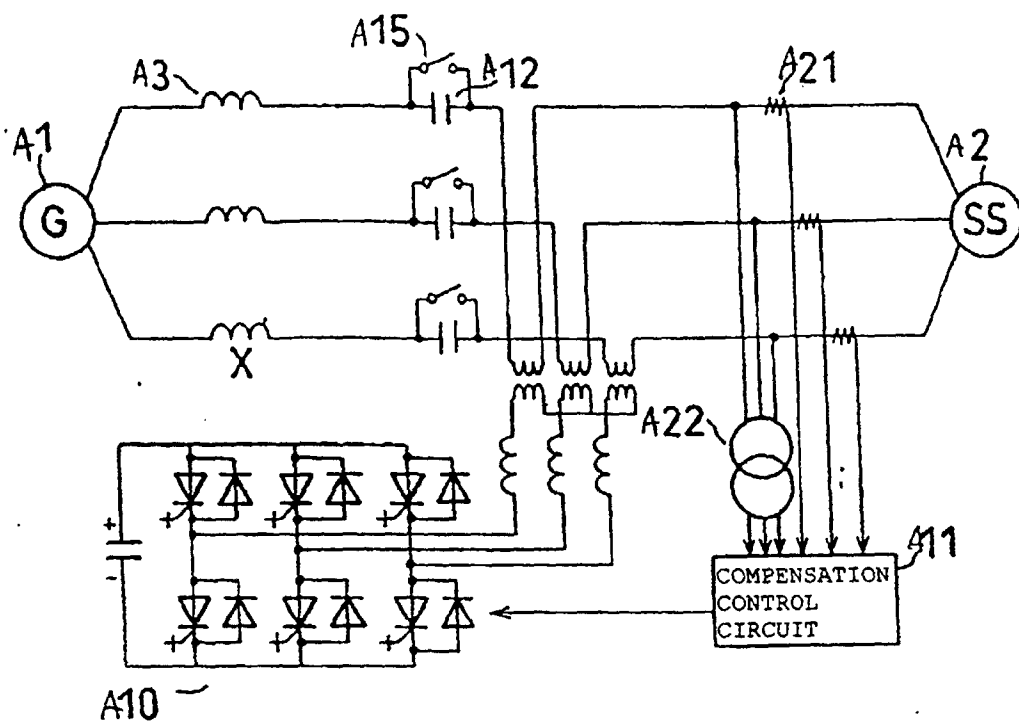 A15
A3
A12
A21
A1
A2
G
SS
X
A22
+
+
+
+
-
A11
COMPENSATION
CONTROL
CIRCUIT
+
+
+
A10